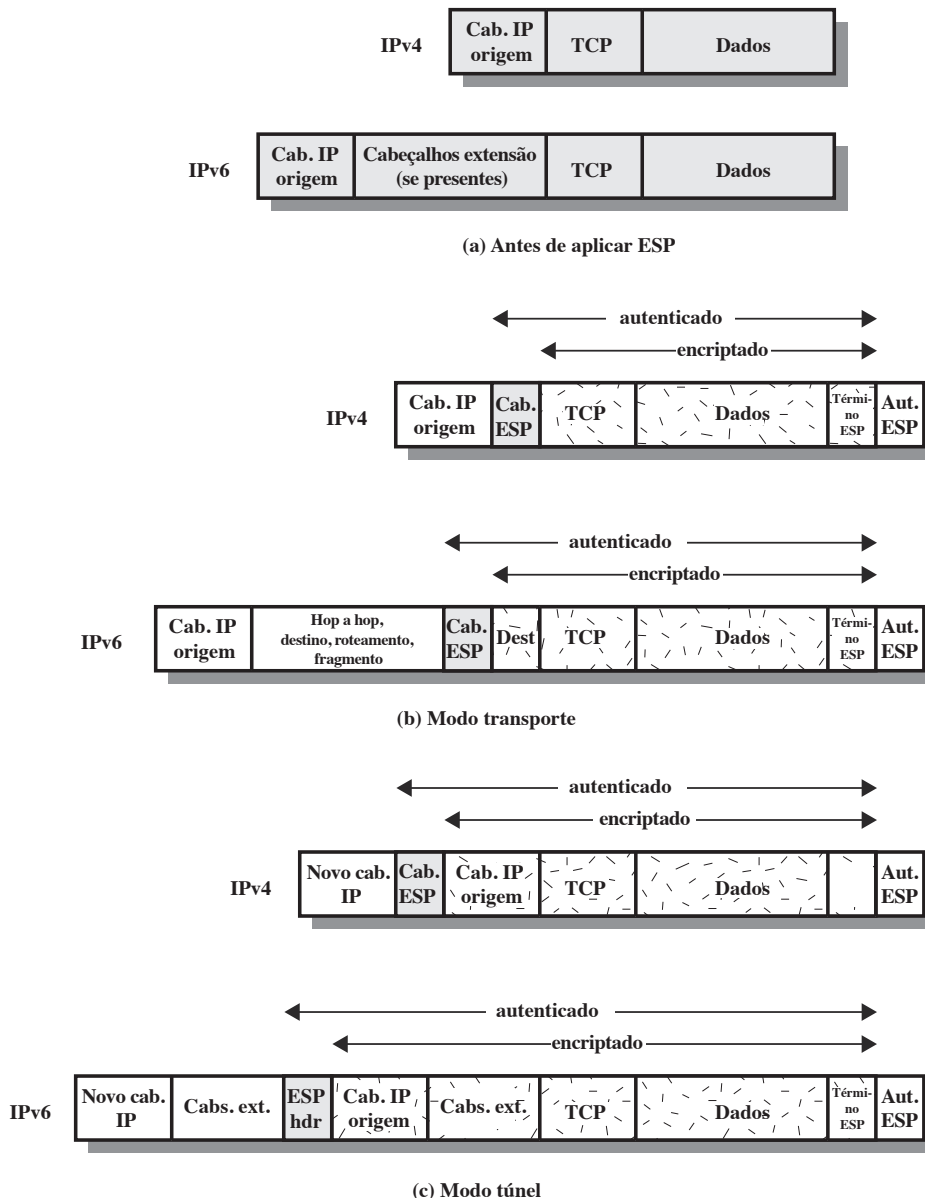 IPv4
Cab. IP
origem
TCP
Dados
IPv6
Cab. IP
origem
Cabeçalhos extensão
(se presentes)
TCP
Dados
(a) Antes de aplicar ESP
autenticado
encriptado
IPv4
Cab. IP
origem
Cab.
ESP
TCP
Dados
Térmi-
no
ESP
Aut.
ESP
autenticado
encriptado
IPv6
Cab. IP
origem
Hop a hop,
destino, roteamento,
fragmento
Cab.
ESP
Dest
TCP
Dados
Térmi-
no
ESP
Aut.
ESP
(b) Modo transporte
autenticado
encriptado
IPv4
Novo cab.
IP
Cab.
ESP
Cab. IP
origem
TCP
Dados
Aut.
ESP
autenticado
encriptado
IPv6
Novo cab.
IP
Cabs. ext.
ESP
hdr
Cab. IP
origem
Cabs. ext.
TCP
Dados
Térmi-
no
ESP
Aut.
ESP
(c) Modo túnel